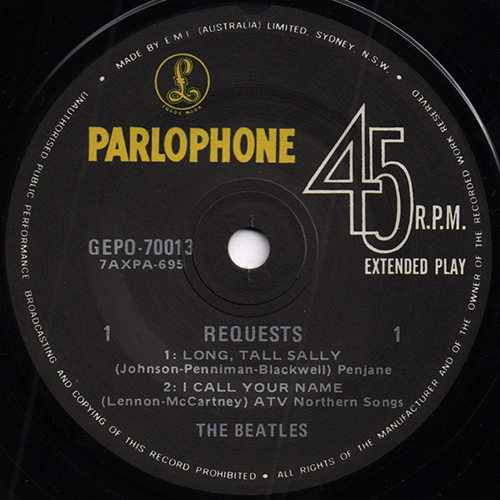 MADE BY E M I (AUSTRALIA) LIMITED. SYDNEY, N.S.W. •
ALL RIGHTS OF THE MANUFACTURER AND OF THE OWNER OF THE RECORDED WORK RESERVED
UNAUTHORISED PUBLIC PERFORMANCE BROADCASTING AND COPYING OF THIS RECORD PROHIBITED •
£
TRADE MARK
PARLOPHONE
45 R.P.M.
EXTENDED PLAY
GEPO-70013
7AXPA-695
1 REQUESTS 1
1: LONG, TALL SALLY
(Johnson-Penniman-Blackwell) Penjane
2: I CALL YOUR NAME
(Lennon-McCartney) ATV Northern Songs
THE BEATLES